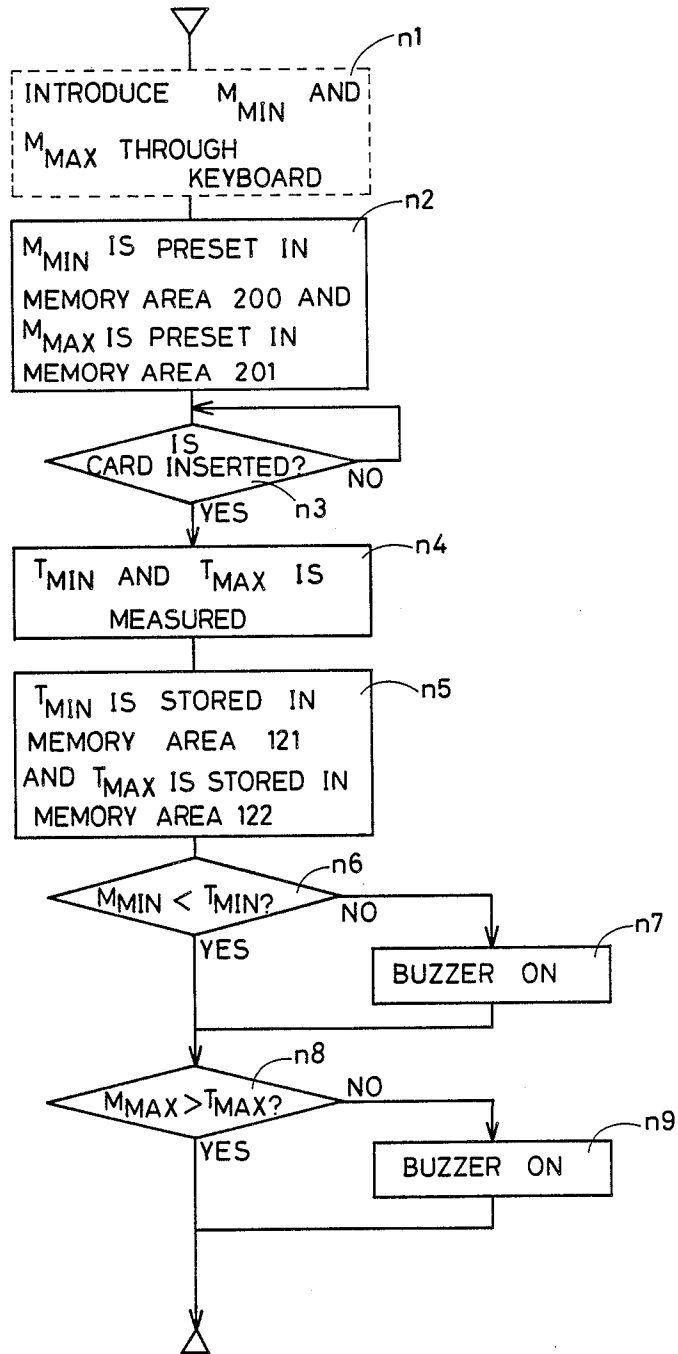 n1
INTRODUCE M_MIN AND
M_MAX THROUGH
KEYBOARD
n2
M_MIN IS PRESET IN
MEMORY AREA 200 AND
M_MAX IS PRESET IN
MEMORY AREA 201
IS
CARD INSERTED?
NO
n3
YES
n4
T_MIN AND T_MAX IS
MEASURED
n5
T_MIN IS STORED IN
MEMORY AREA 121
AND T_MAX IS STORED IN
MEMORY AREA 122
n6
M_MIN < T_MIN?
NO
YES
n7
BUZZER ON
n8
M_MAX > T_MAX?
NO
YES
n9
BUZZER ON